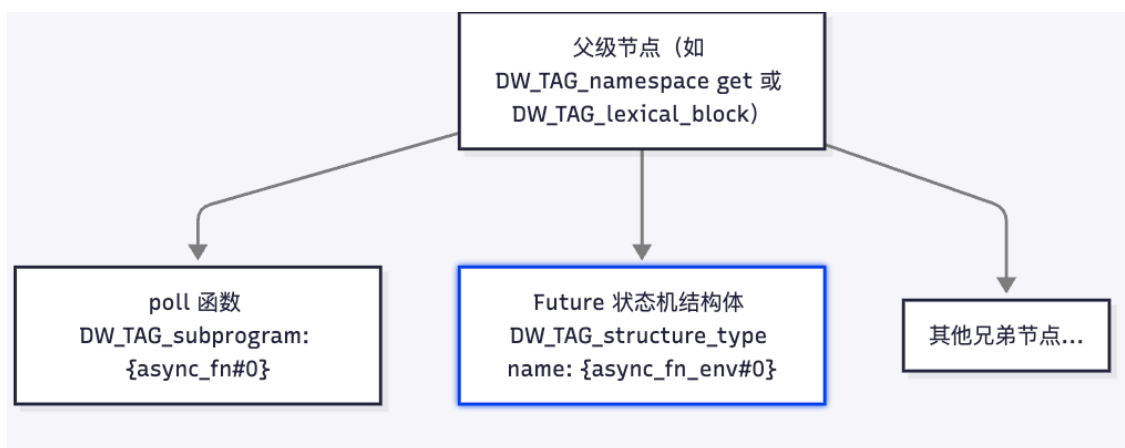 父级节点（如
DW_TAG_namespace get 或
DW_TAG_lexical_block）
poll 函数
DW_TAG_subprogram:
{async_fn#0}
Future 状态机结构体
DW_TAG_structure_type
name: {async_fn_env#0}
其他兄弟节点...